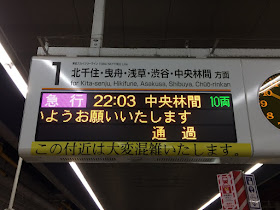 1 北千住・曳舟・浅草・渋谷・中央林間 方面
for Kita-senju, Hikifune, Asakusa, Shibuya, Chūō-rinkan
急行 22:03 中央林間 10両
いようお願いいたします
通過
この付近は大変混雑いたします。